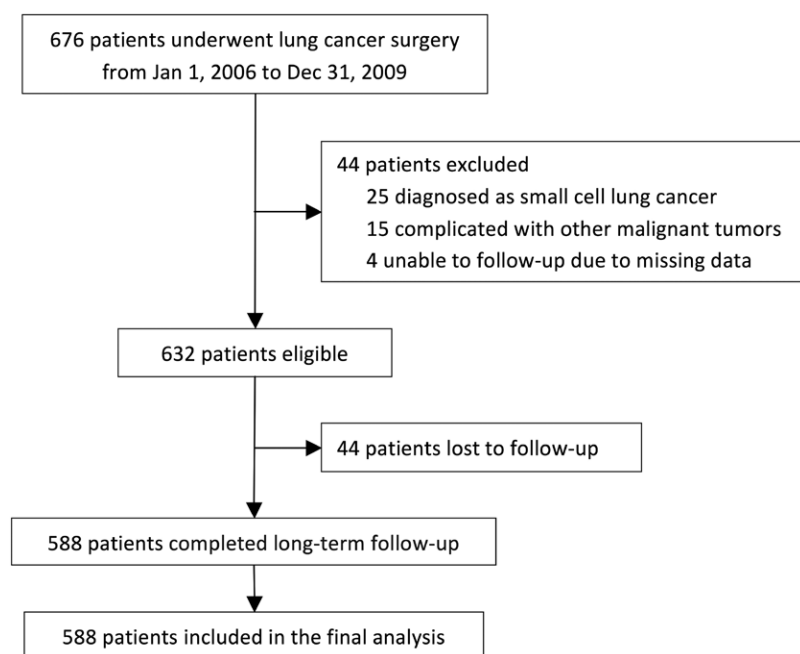 676 patients underwent lung cancer surgery
from Jan 1, 2006 to Dec 31, 2009
44 patients excluded
25 diagnosed as small cell lung cancer
15 complicated with other malignant tumors
4 unable to follow-up due to missing data
632 patients eligible
44 patients lost to follow-up
588 patients completed long-term follow-up
588 patients included in the final analysis